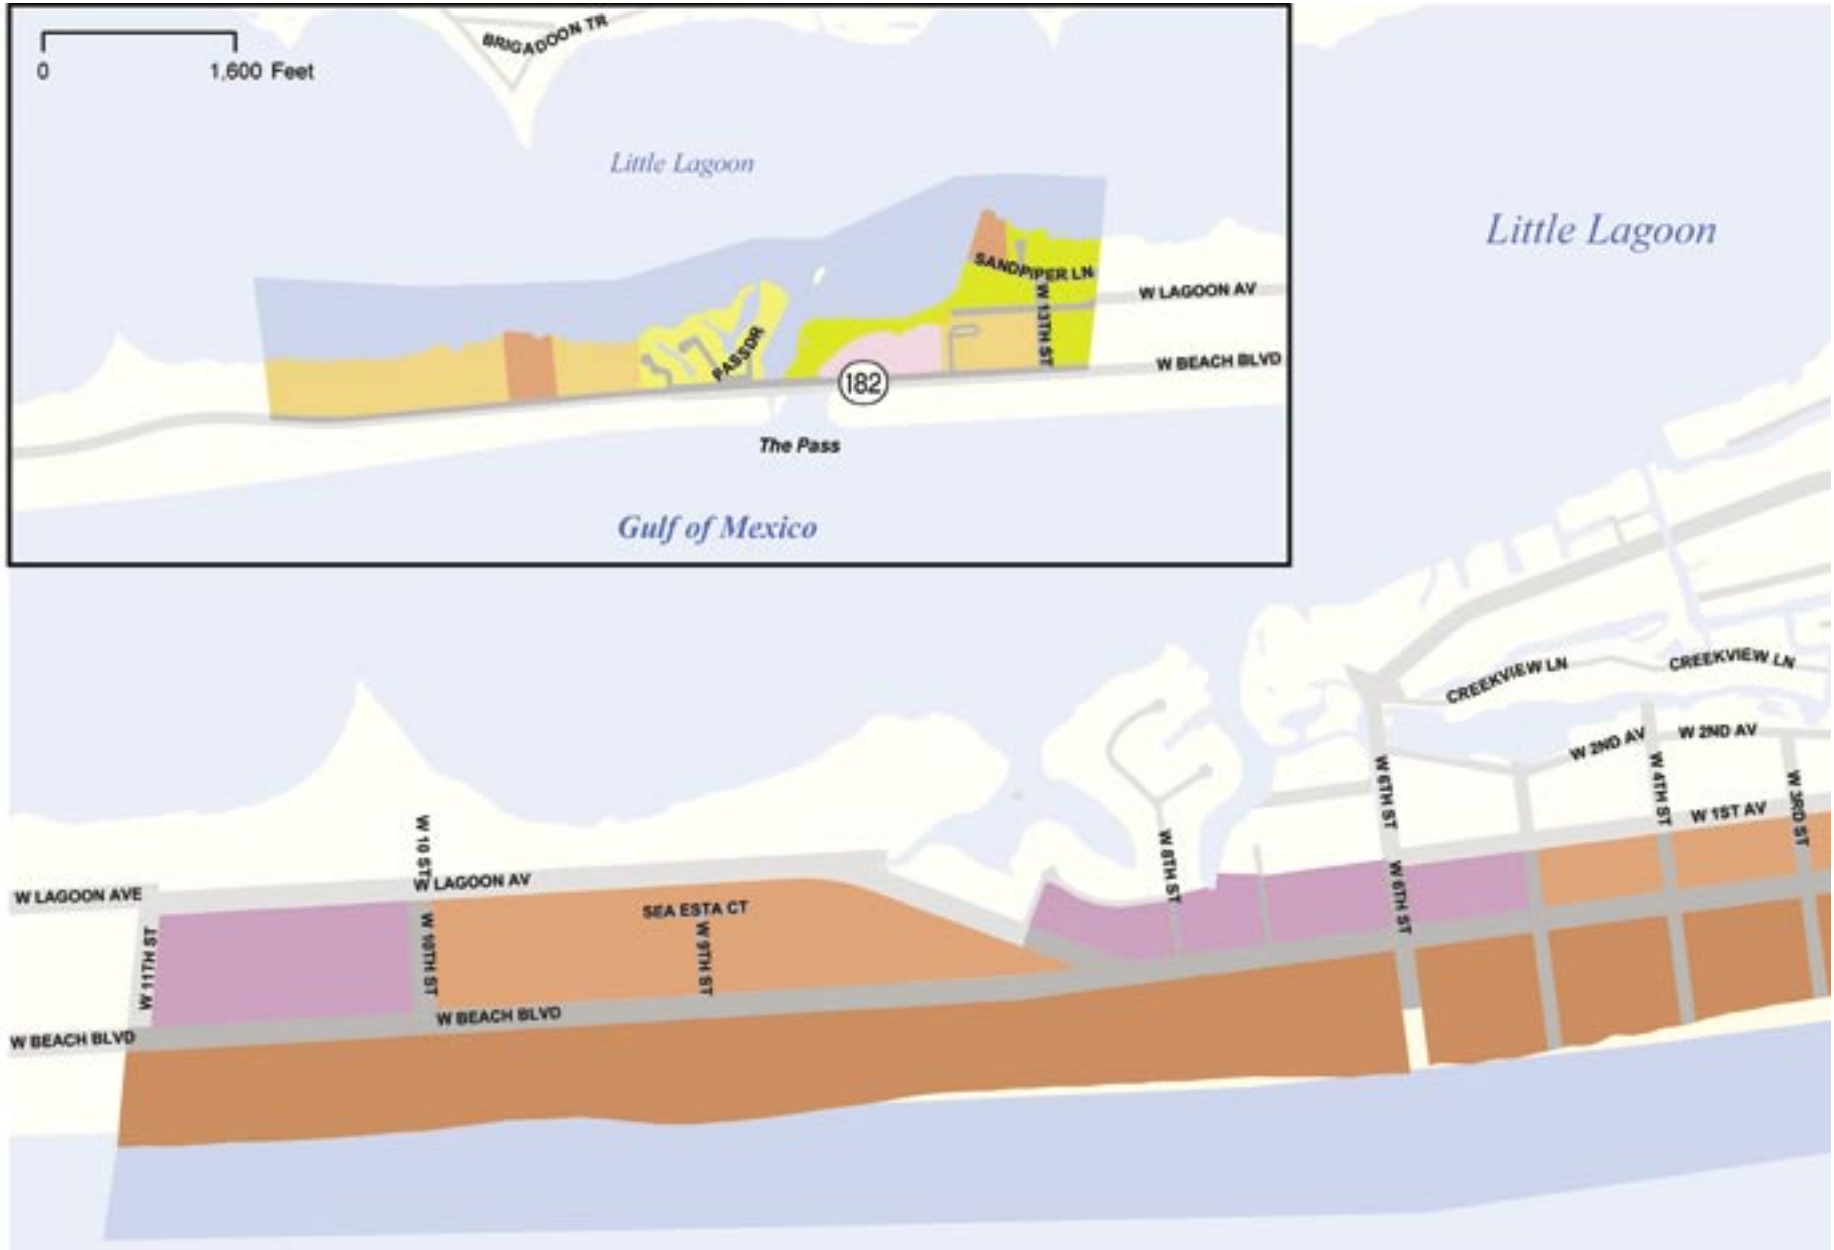 BRIGADOON TR
0 1,600 Feet
Little Lagoon
Little Lagoon
SANDPIPER LN
W LAGOON AV
W 13TH ST
PASSDR
W BEACH BLVD
182
The Pass
Gulf of Mexico
CREEKVIEW LN
CREEKVIEW LN
W 2ND AV
W 2ND AV
W 6TH ST
W 4TH ST
W 3RD ST
W 1ST AV
W 10 ST
W 8TH ST
W LAGOON AV
W LAGOON AVE
W 6TH ST
SEA ESTA CT
W 11TH ST
W 10TH ST
W 9TH ST
W BEACH BLVD
W BEACH BLVD